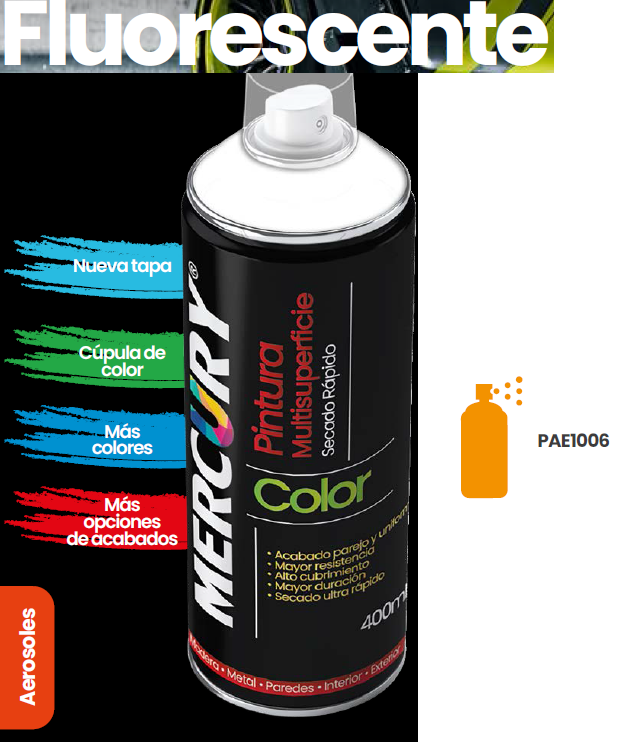 Fluorescente
Nueva tapa
Cúpula de
color
Más
colores
Más
opciones
de acabados
Aerosoles
MERCURY®
Pintura
Multisuperficie
Secado Rápido
Color
• Acabado parejo y uniform
• Mayor resistencia
• Alto cubrimiento
• Mayor duración
• Secado ultra rápido
400ml
Madera • Metal • Paredes • Interior • Exterior
PAE1006